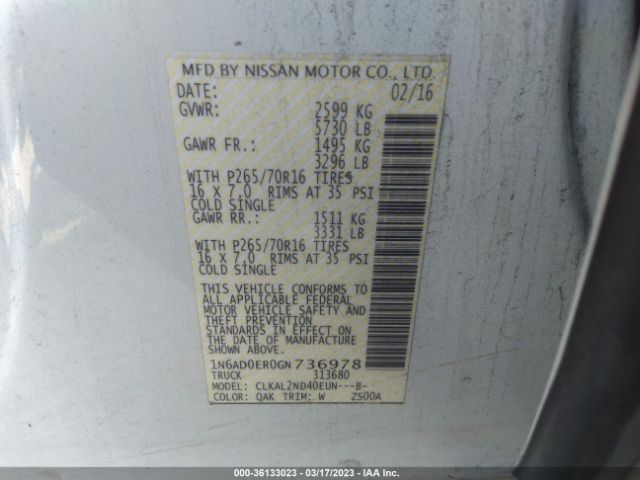 MFD BY NISSAN MOTOR CO., LTD.
DATE: 02/16
GVWR: 2599 KG
5730 LB
GAWR FR.: 1495 KG
3296 LB
WITH P265/70R16 TIRES
16 X 7.0 RIMS AT 35 PSI
COLD SINGLE
GAWR RR.: 1511 KG
3331 LB
WITH P265/70R16 TIRES
16 X 7.0 RIMS AT 35 PSI
COLD SINGLE
THIS VEHICLE CONFORMS TO
ALL APPLICABLE FEDERAL
MOTOR VEHICLE SAFETY AND
THEFT PREVENTION
STANDARDS IN EFFECT ON
THE DATE OF MANUFACTURE
SHOWN ABOVE.
1N6AD0ER0GN736978
TRUCK 313680
MODEL: CLKAL2ND40EUN---B-
COLOR: QAK TRIM: W ZS00A
000-36133023 - 03/17/2023 - IAA Inc.